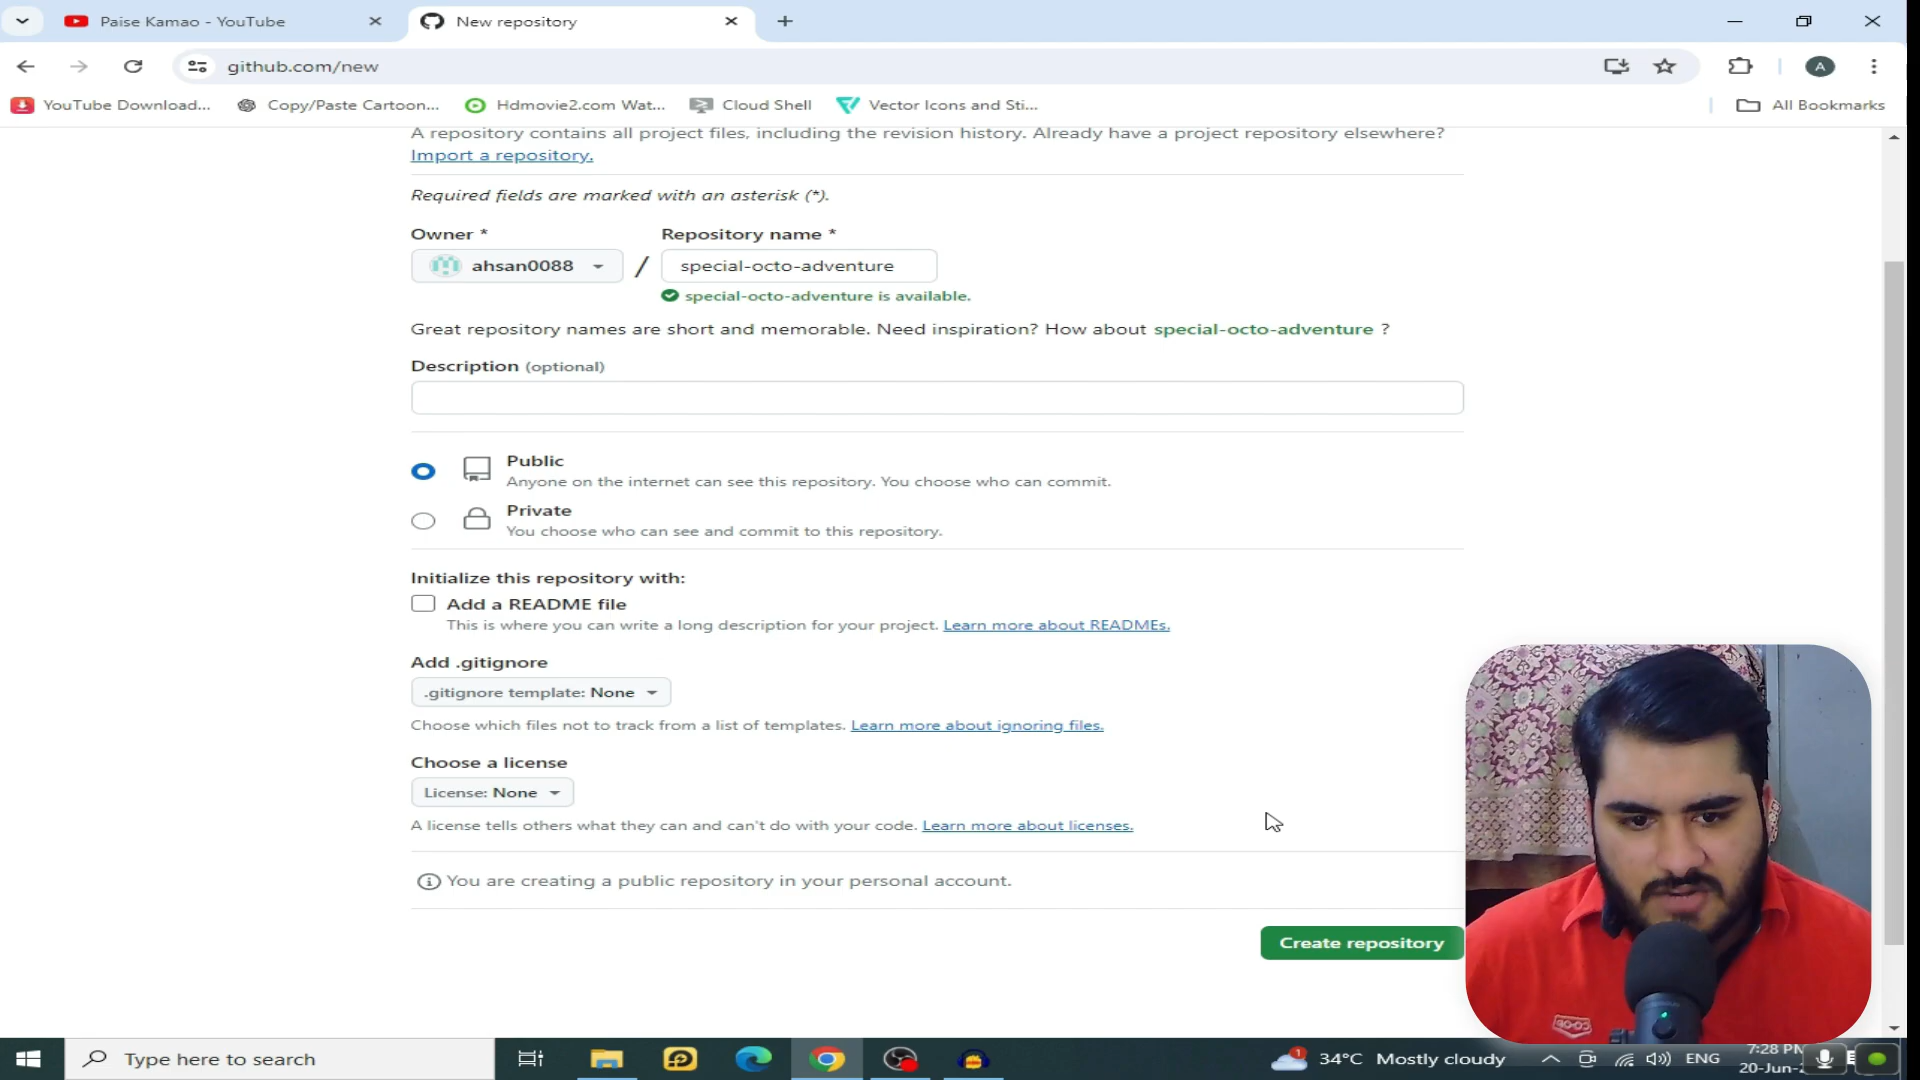 Paise Kamao - YouTube
New repository
github.com/new
A
YouTube Download...
Copy/Paste Cartoon...
Hdmovie2.com Wat...
Cloud Shell
Vector Icons and Sti...
All Bookmarks
A repository contains all project files, including the revision history. Already have a project repository elsewhere?
Import a repository.
Required fields are marked with an asterisk (*).
Owner *
Repository name *
ahsan0088
/
special-octo-adventure
special-octo-adventure is available.
Great repository names are short and memorable. Need inspiration? How about special-octo-adventure ?
Description (optional)
Public
Anyone on the internet can see this repository. You choose who can commit.
Private
You choose who can see and commit to this repository.
Initialize this repository with:
Add a README file
This is where you can write a long description for your project. Learn more about READMEs.
Add .gitignore
.gitignore template: None
Choose which files not to track from a list of templates. Learn more about ignoring files.
Choose a license
License: None
A license tells others what they can and can't do with your code. Learn more about licenses.
You are creating a public repository in your personal account.
Create repository
Type here to search
1
34°C Mostly cloudy
ENG
7:28 PM
20-Jun-